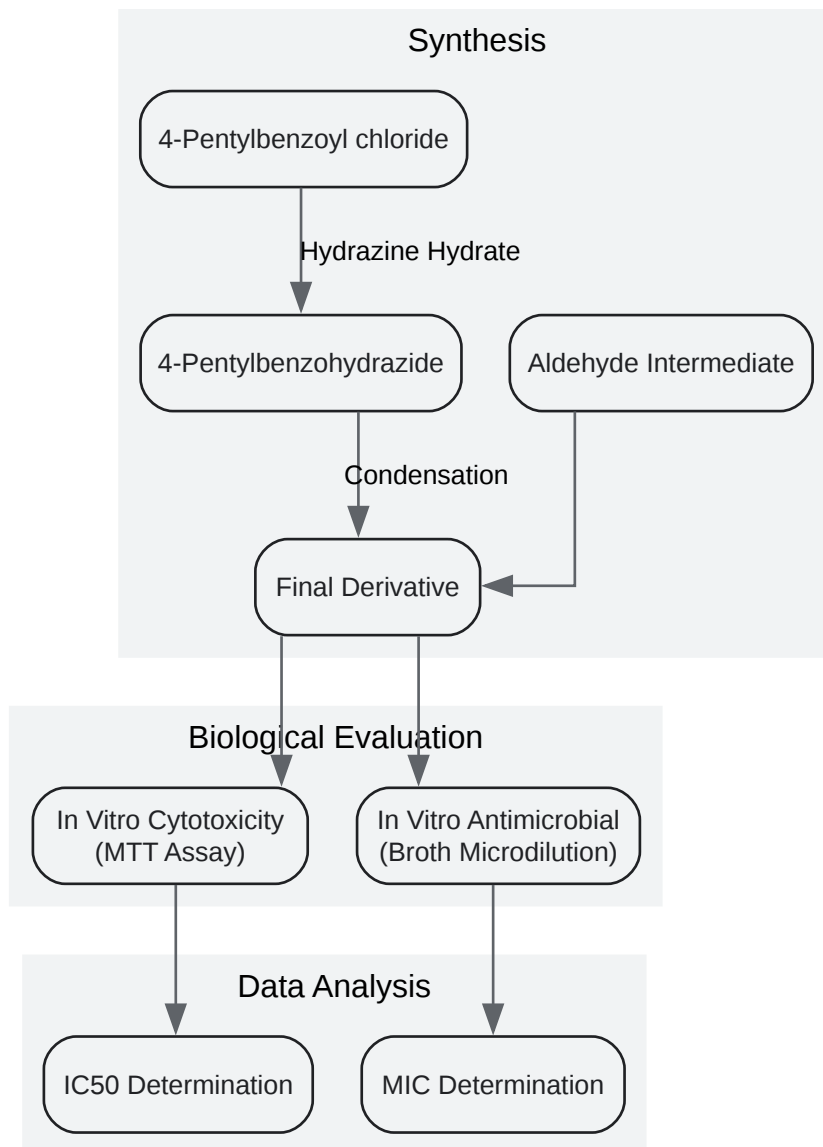 Synthesis
4-Pentylbenzoyl chloride
Hydrazine Hydrate
4-Pentylbenzohydrazide
Aldehyde Intermediate
Condensation
Final Derivative
Biological Evaluation
In Vitro Cytotoxicity
(MTT Assay)
In Vitro Antimicrobial
(Broth Microdilution)
Data Analysis
IC50 Determination
MIC Determination